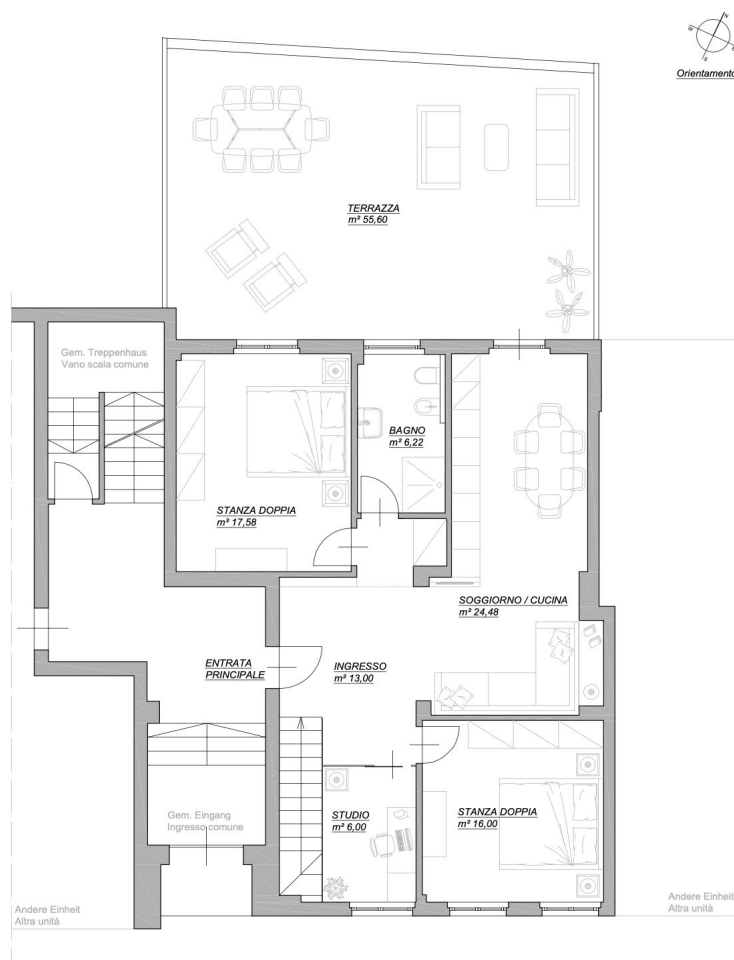 N
W
S
Orientamento
TERRAZZA
m² 55,60
Gem. Treppenhaus
Vano scala comune
BAGNO
m² 6,22
STANZA DOPPIA
m² 17,58
SOGGIORNO / CUCINA
m² 24,48
ENTRATA
PRINCIPALE
INGRESSO
m² 13,00
Gem. Eingang
Ingresso comune
STUDIO
m² 6,00
STANZA DOPPIA
m² 16,00
Andere Einheit
Altra unità
Andere Einheit
Altra unità